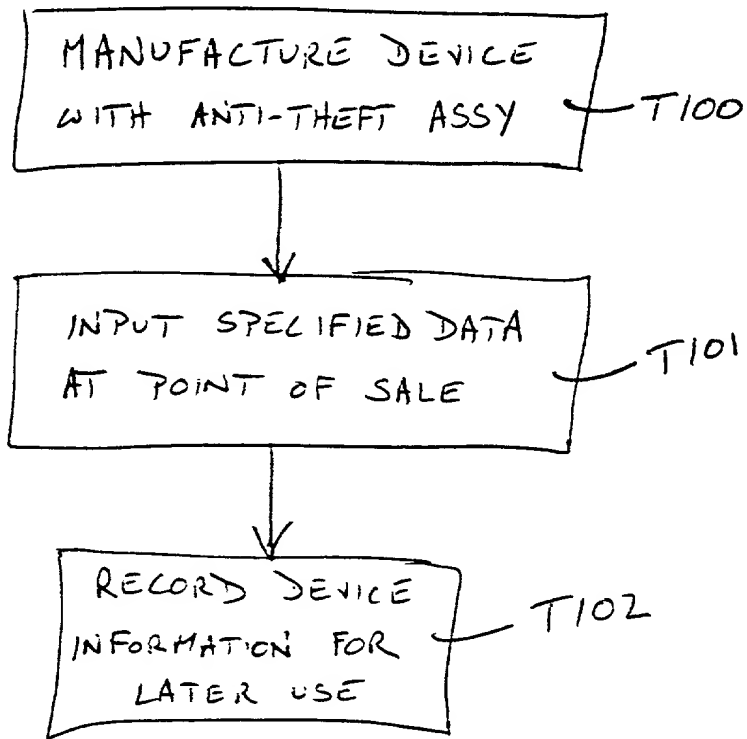 MANUFACTURE DEVICE
WITH ANTI-THEFT ASSY
T100
INPUT SPECIFIED DATA
AT POINT OF SALE
T101
RECORD DEVICE
INFORMATION FOR
LATER USE
T102